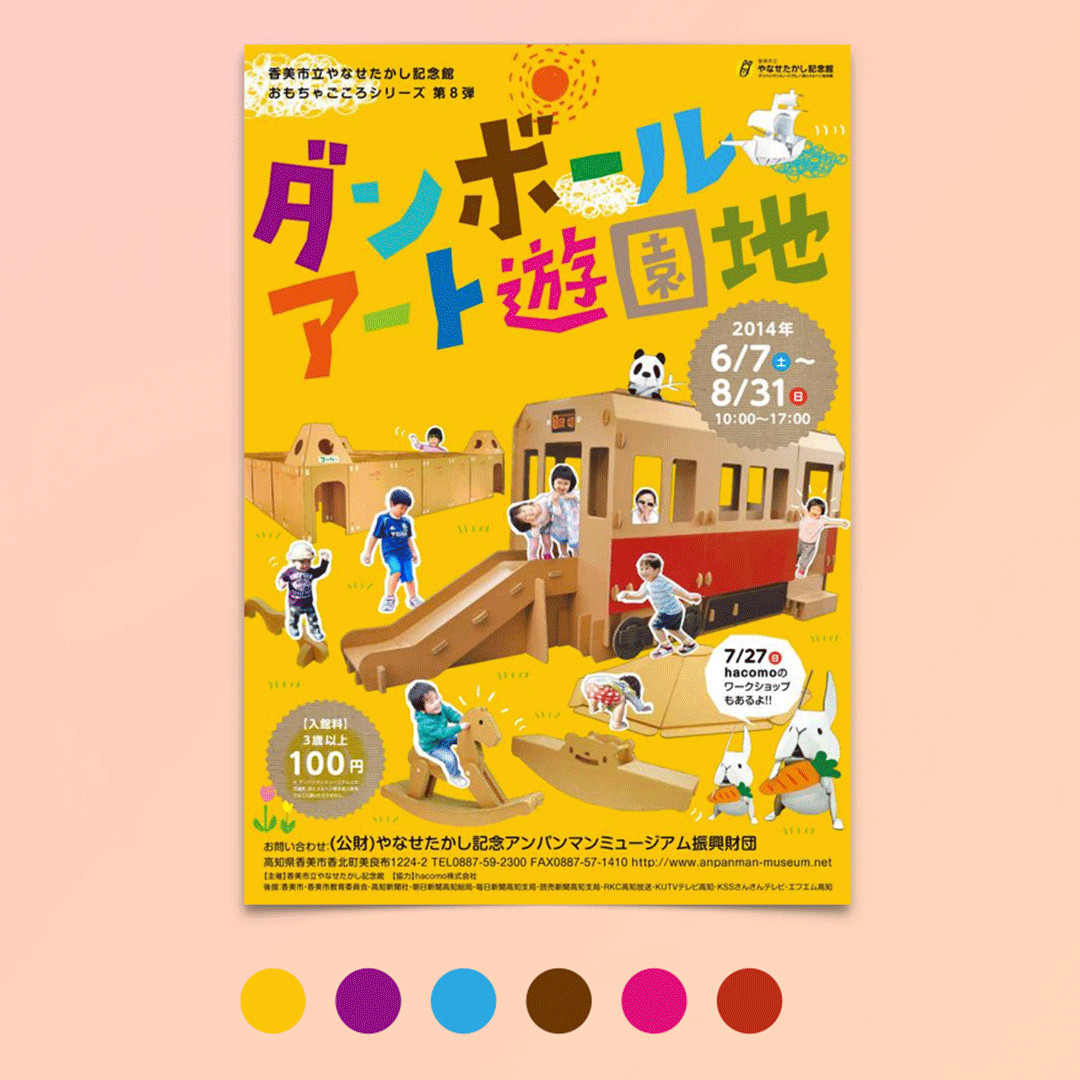 香美市立やなせたかし記念館
おもちゃごころシリーズ 第8弾
香美市立
やなせたかし記念館
ダンボール
アート遊園地
2014年
6/7土〜
8/31日
10:00〜17:00
7/27日
hacomoの
ワークショップ
もあるよ!!
【入館料】
3歳以上
100円
お問い合わせ:(公財)やなせたかし記念アンパンマンミュージアム振興財団
高知県香美市香北町美良布1224-2 TEL0887-59-2300 FAX0887-57-1410 http://www.anpanman-museum.net
【主催】香美市立やなせたかし記念館 【協力】hacomo株式会社
後援:香美市・香美市教育委員会・高知新聞社・朝日新聞高知総局・毎日新聞高知支局・読売新聞高知支局・RKC高知放送・KUTVテレビ高知・KSSさんさんテレビ・エフエム高知